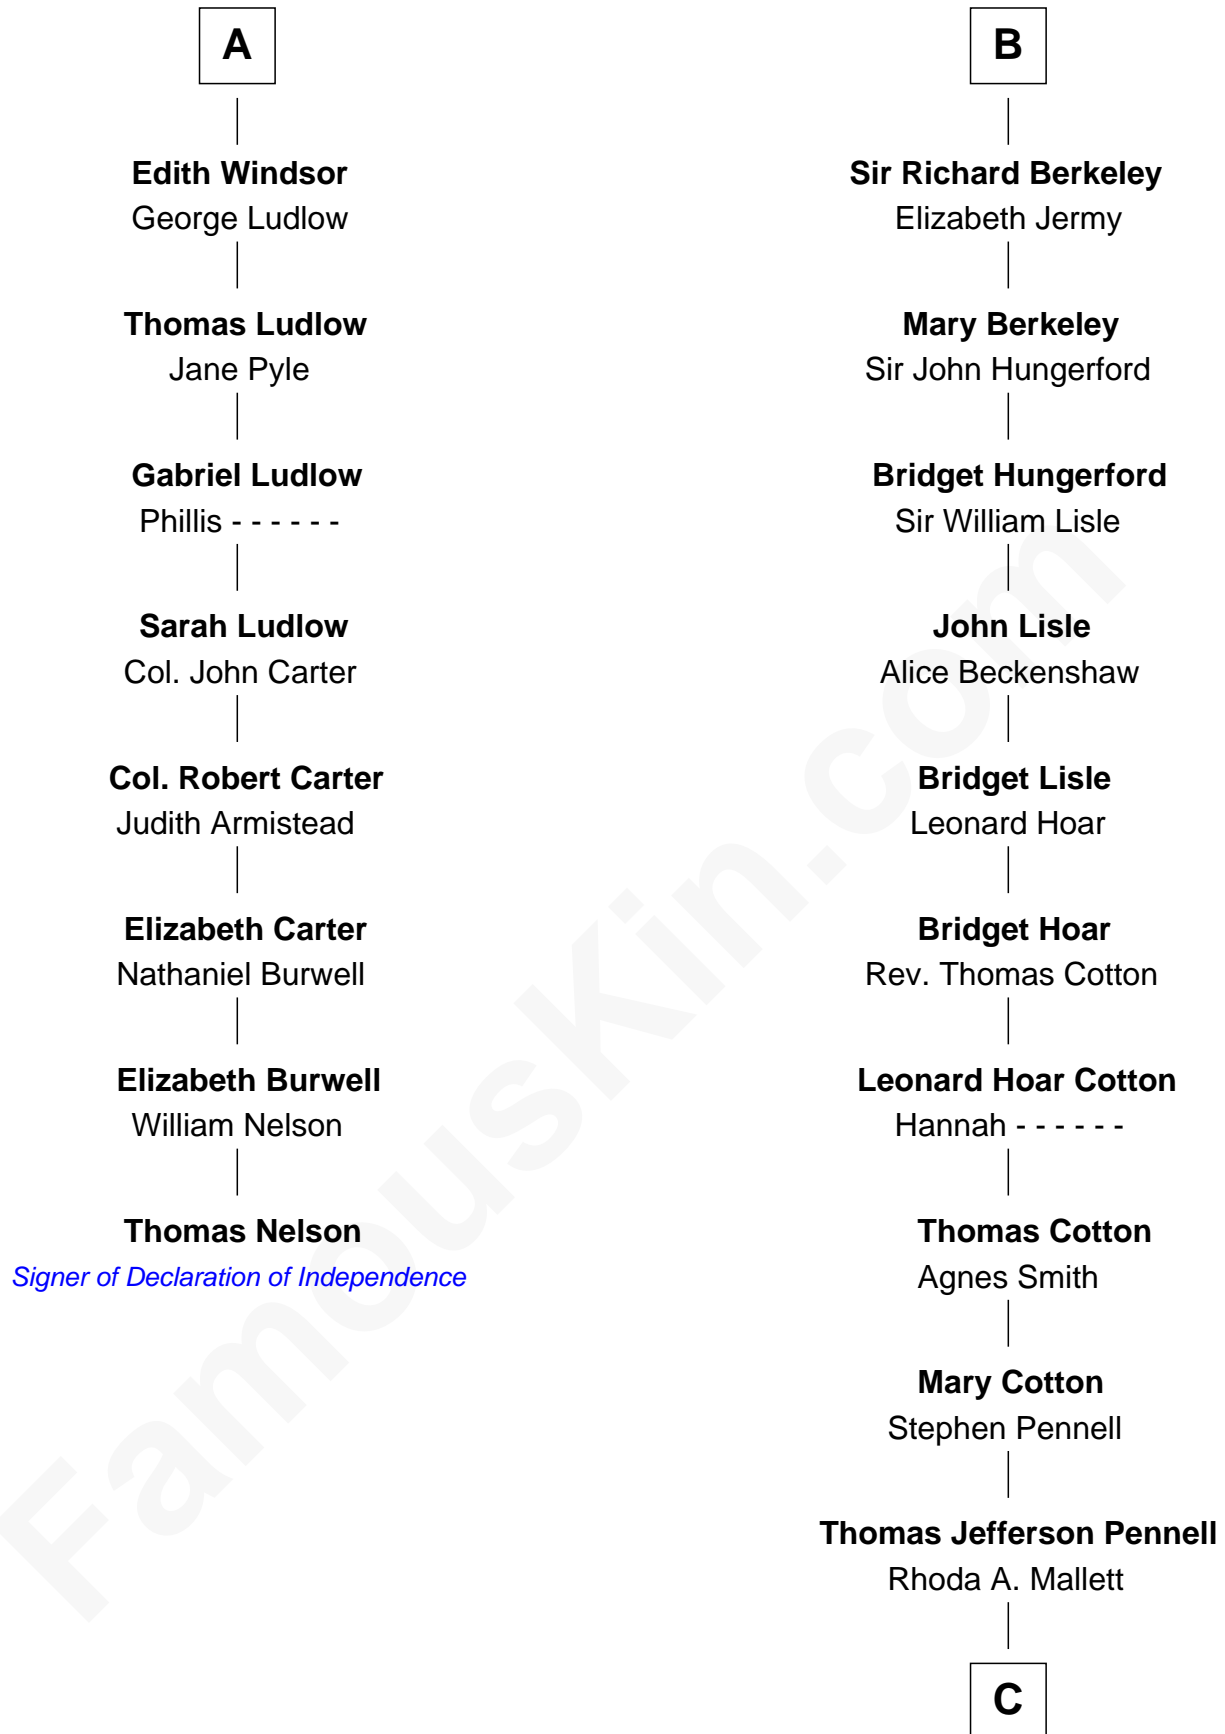 A
Edith Windsor
George Ludlow
Thomas Ludlow
Jane Pyle
Gabriel Ludlow
Phillis - - - - - -
Sarah Ludlow
Col. John Carter
Col. Robert Carter
Judith Armistead
Elizabeth Carter
Nathaniel Burwell
Elizabeth Burwell
William Nelson
Thomas Nelson
Signer of Declaration of Independence
B
Sir Richard Berkeley
Elizabeth Jermy
Mary Berkeley
Sir John Hungerford
Bridget Hungerford
Sir William Lisle
John Lisle
Alice Beckenshaw
Bridget Lisle
Leonard Hoar
Bridget Hoar
Rev. Thomas Cotton
Leonard Hoar Cotton
Hannah - - - - - -
Thomas Cotton
Agnes Smith
Mary Cotton
Stephen Pennell
Thomas Jefferson Pennell
Rhoda A. Mallett
C
FamousKin.com